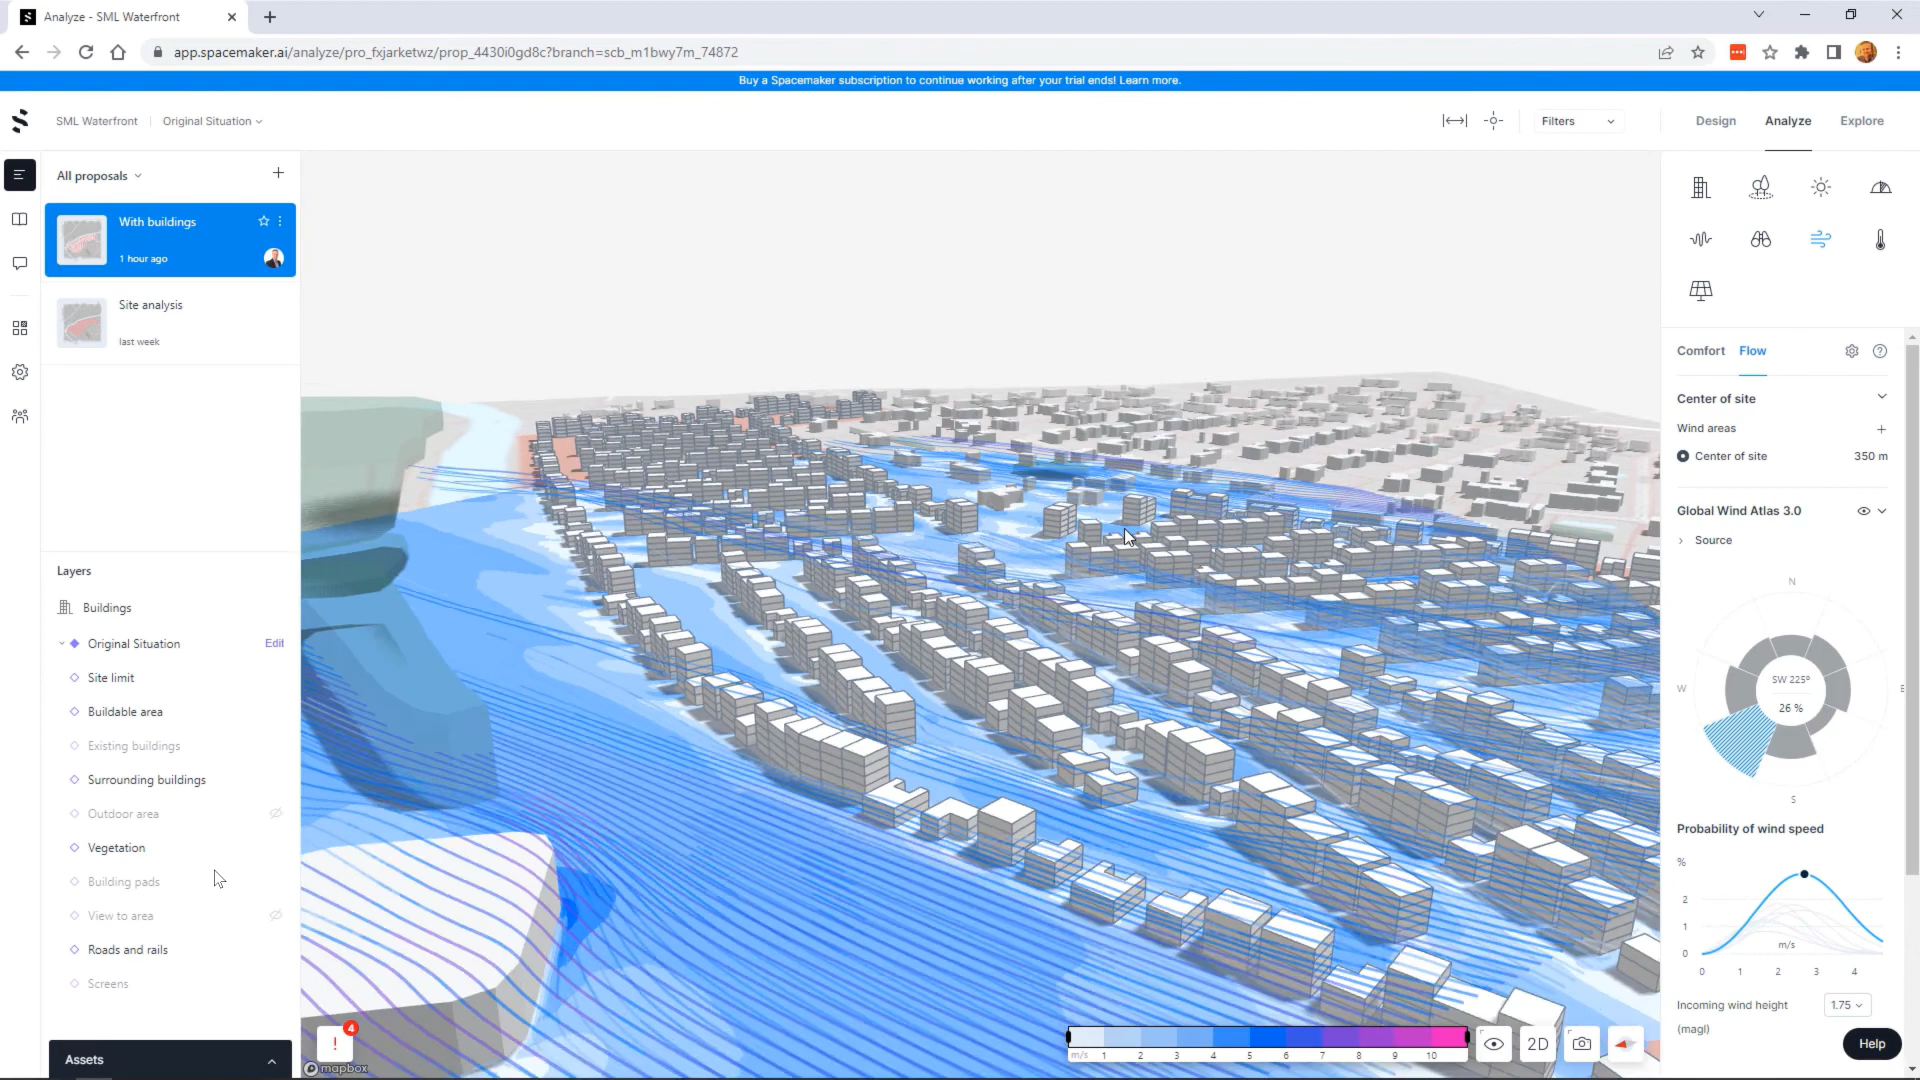 Analyze - SML Waterfront
app.spacemaker.ai/analyze/pro_fxjarketwz/prop_4430i0gd8c?branch=scb_m1bwy7m_74872
Buy a Spacemaker subscription to continue working after your trial ends! Learn more.
SML Waterfront
Original Situation
Filters
Design
Analyze
Explore
All proposals
With buildings
1 hour ago
Site analysis
last week
Layers
Buildings
Original Situation
Edit
Site limit
Buildable area
Existing buildings
Surrounding buildings
Outdoor area
Vegetation
Building pads
View to area
Roads and rails
Screens
Assets
4
!
mapbox
m/s 1 2 3 4 5 6 7 8 9 10
2D
Comfort
Flow
Center of site
Wind areas
Center of site
350 m
Global Wind Atlas 3.0
Source
N
W
E
S
SW 225º
26 %
Probability of wind speed
%
2
1
0
m/s
0 1 2 3 4
Incoming wind height
(magl)
1.75
Help